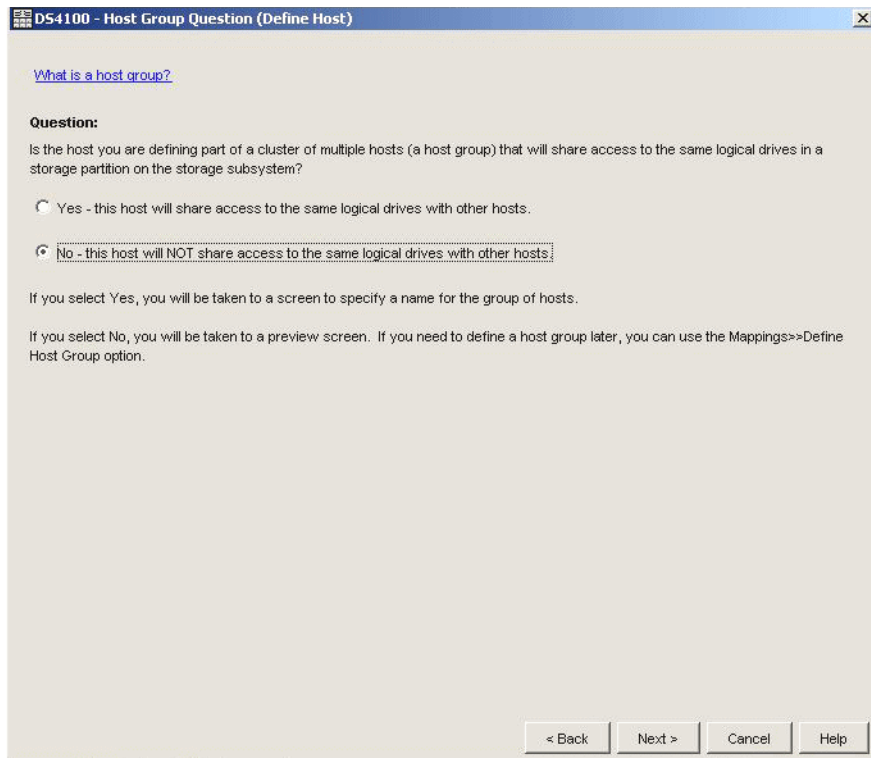 DS4100 - Host Group Question (Define Host)
What is a host group?
Question:
Is the host you are defining part of a cluster of multiple hosts (a host group) that will share access to the same logical drives in a
storage partition on the storage subsystem?
Yes - this host will share access to the same logical drives with other hosts.
No - this host will NOT share access to the same logical drives with other hosts.
If you select Yes, you will be taken to a screen to specify a name for the group of hosts.
If you select No, you will be taken to a preview screen. If you need to define a host group later, you can use the Mappings>>Define
Host Group option.
< Back Next > Cancel Help